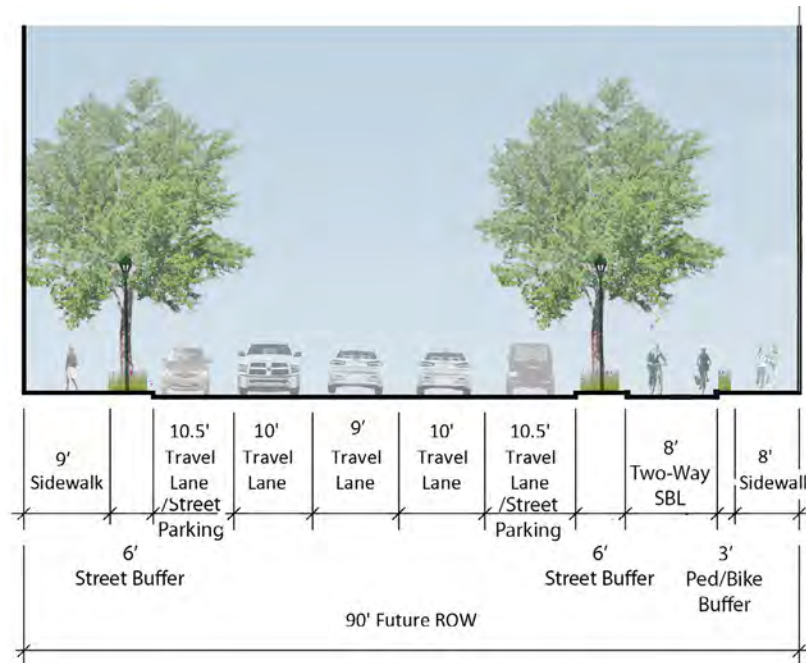 9'
Sidewalk
10.5'
Travel
Lane
/Street
Parking
10'
Travel
Lane
9'
Travel
Lane
10'
Travel
Lane
10.5'
Travel
Lane
/Street
Parking
8'
Two-Way
SBL
8'
Sidewalk
6'
Street Buffer
6'
Street Buffer
3'
Ped/Bike
Buffer
90' Future ROW